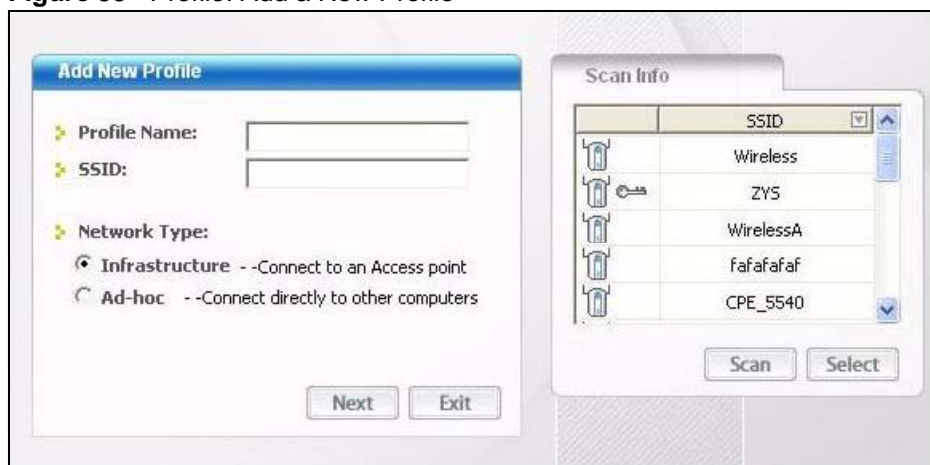 Add New Profile
Profile Name:
SSID:
Network Type:
Infrastructure - -Connect to an Access point
Ad-hoc - -Connect directly to other computers
Next Exit
Scan Info
SSID
Wireless
ZYS
WirelessA
fafafafaf
CPE_5540
Scan Select